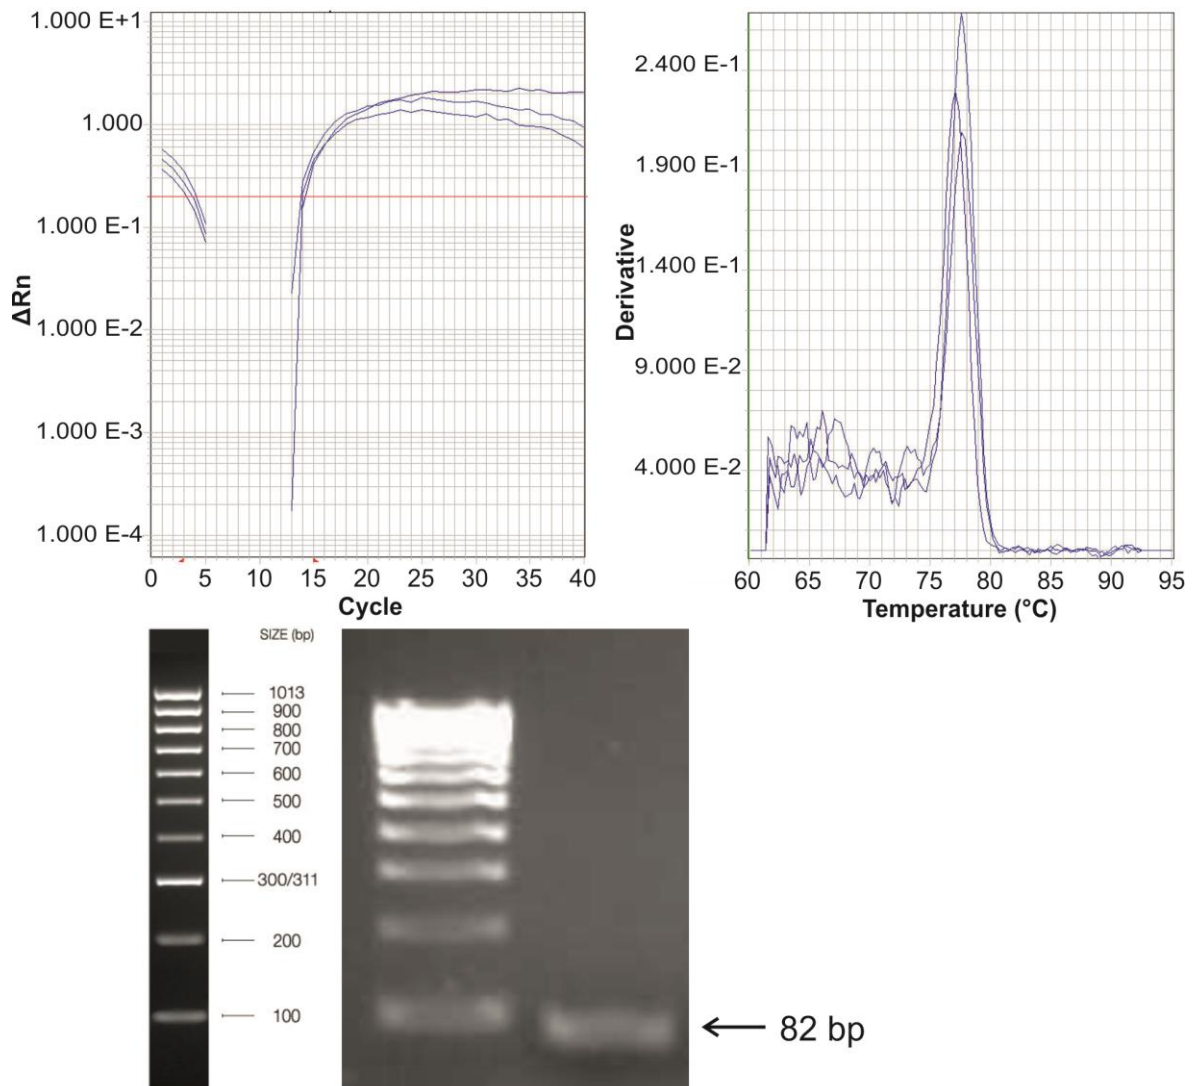 1.000 E+1
1.000
1.000 E-1
1.000 E-2
1.000 E-3
1.000 E-4
ΔRn
0 5 10 15 20 25 30 35 40
Cycle
2.400 E-1
1.900 E-1
1.400 E-1
9.000 E-2
4.000 E-2
Derivative
60 65 70 75 80 85 90 95
Temperature (°C)
SIZE (bp)
1013
900
800
700
600
500
400
300/311
200
100
82 bp